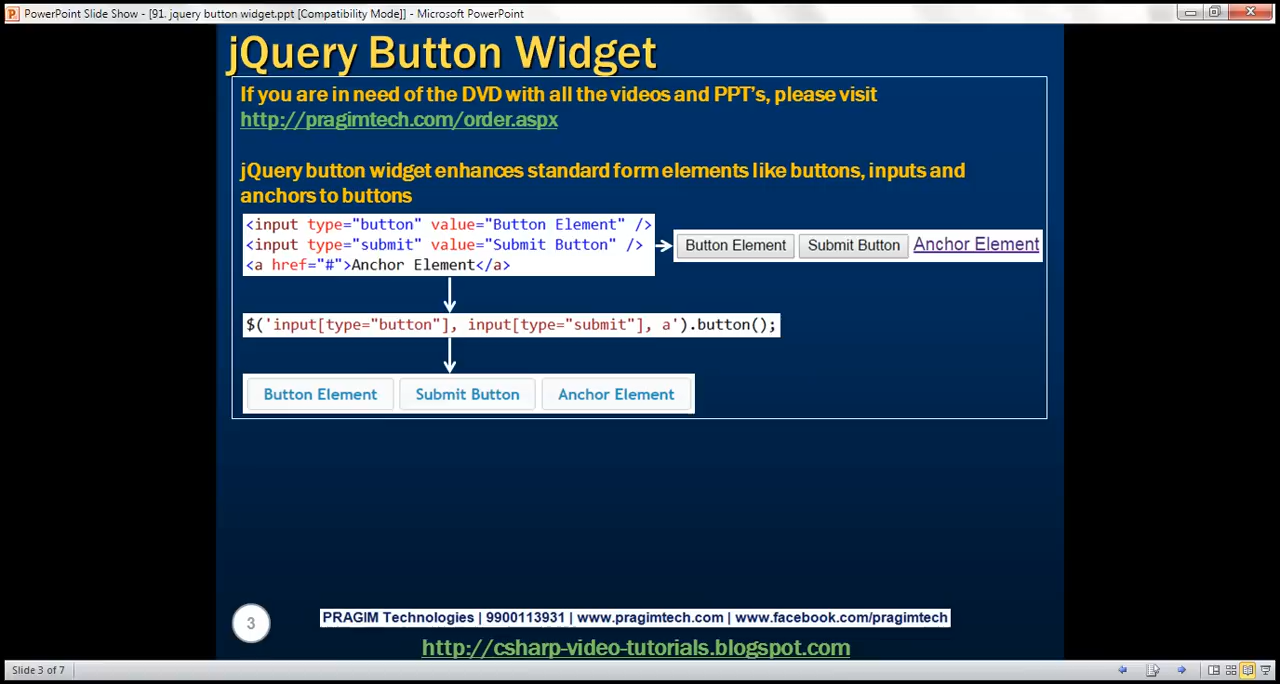 PowerPoint Slide Show - [91. jquery button widget.ppt [Compatibility Mode]] - Microsoft PowerPoint
jQuery Button Widget
If you are in need of the DVD with all the videos and PPT's, please visit
http://pragimtech.com/order.aspx
jQuery button widget enhances standard form elements like buttons, inputs and
anchors to buttons
<input type="button" value="Button Element" />
<input type="submit" value="Submit Button" />
<a href="#">Anchor Element</a>
Button Element Submit Button Anchor Element
$('input[type="button"], input[type="submit"], a').button();
Button Element Submit Button Anchor Element
3
PRAGIM Technologies | 9900113931 | www.pragimtech.com | www.facebook.com/pragimtech
http://csharp-video-tutorials.blogspot.com
Slide 3 of 7